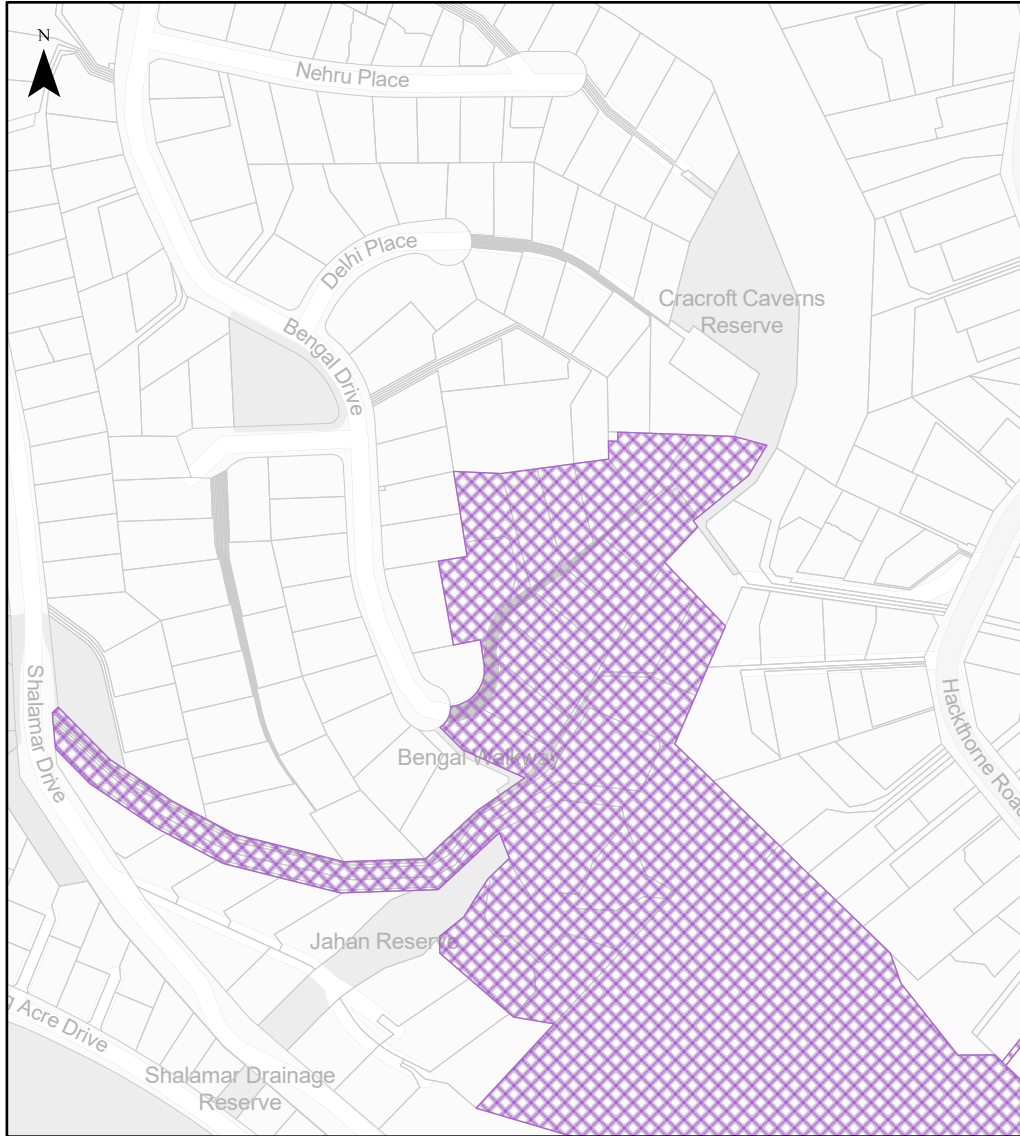 N
Nehru Place
Delhi Place
Cracroft Caverns
Reserve
Bengal Drive
Shalamar Drive
Hackthorne Road
Bengal Walkway
Jahan Reserve
Acre Drive
Shalamar Drainage
Reserve